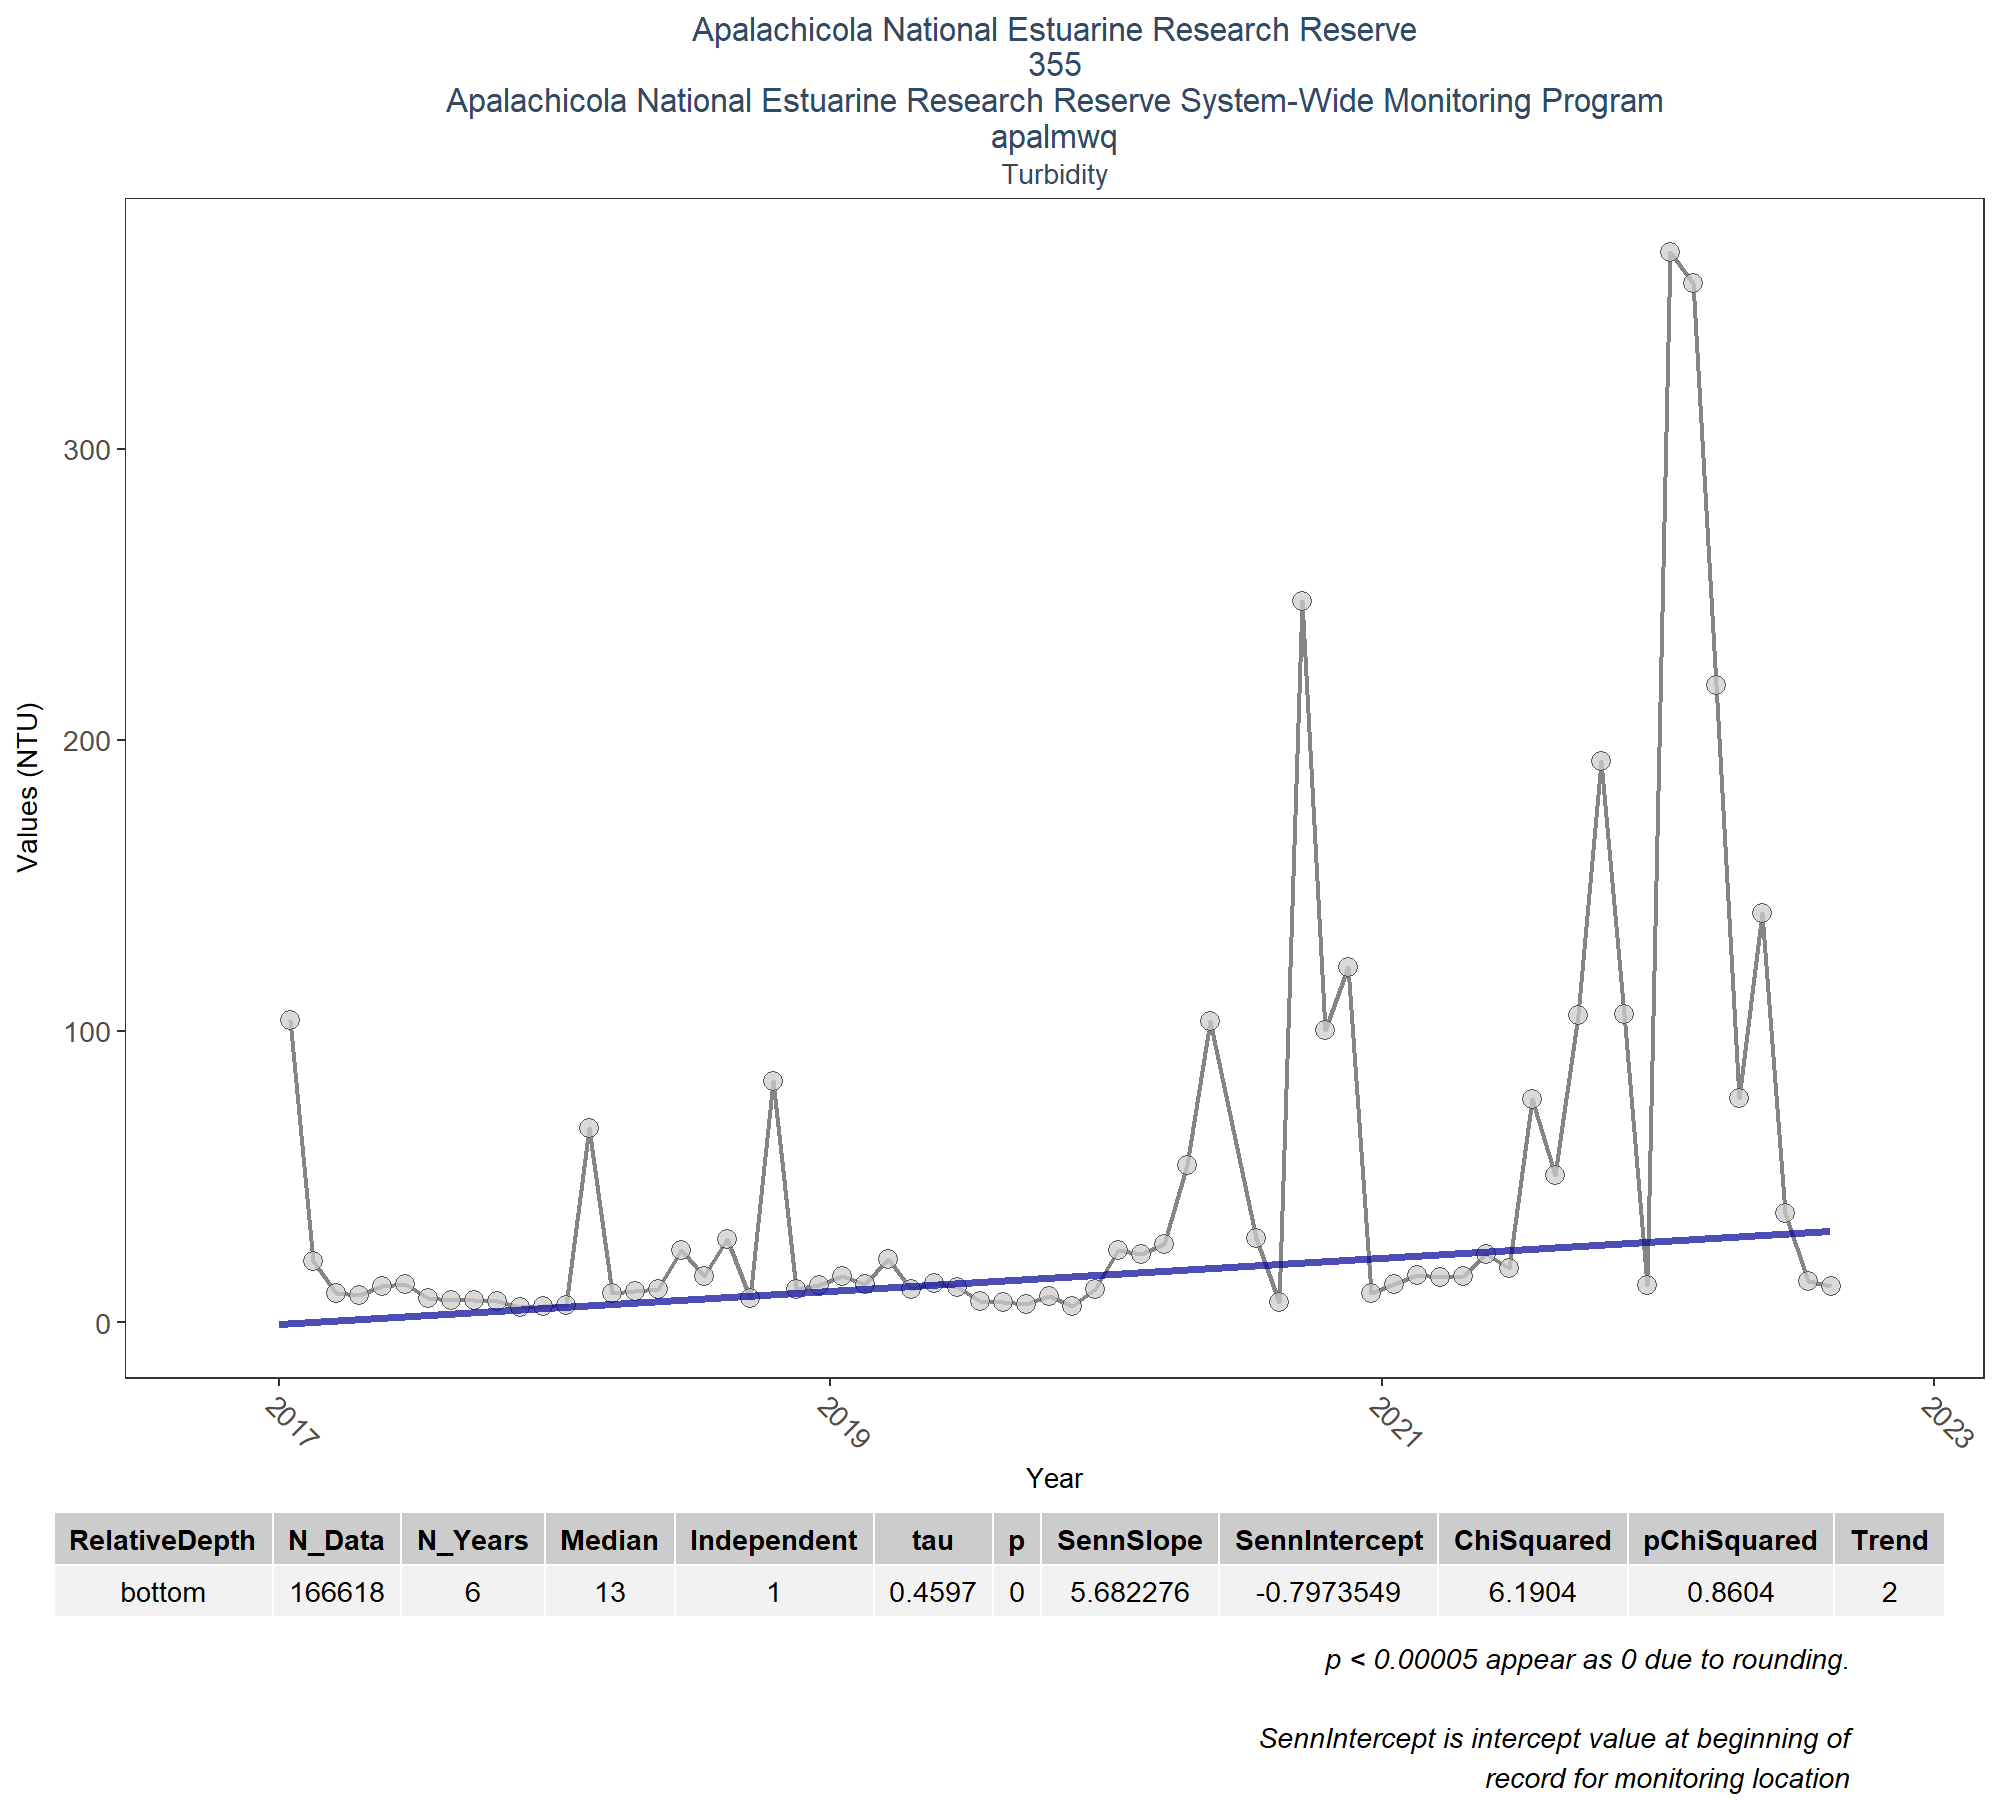 Apalachicola National Estuarine Research Reserve
355
Apalachicola National Estuarine Research Reserve System-Wide Monitoring Program
apalmwq
Turbidity
300
200
100
0
Values (NTU)
2017
2019
2021
2023
Year
RelativeDepth N_Data N_Years Median Independent tau p SennSlope SennIntercept ChiSquared pChiSquared Trend
bottom 166618 6 13 1 0.4597 0 5.682276 -0.7973549 6.1904 0.8604 2
p < 0.00005 appear as 0 due to rounding.
SennIntercept is intercept value at beginning of
record for monitoring location